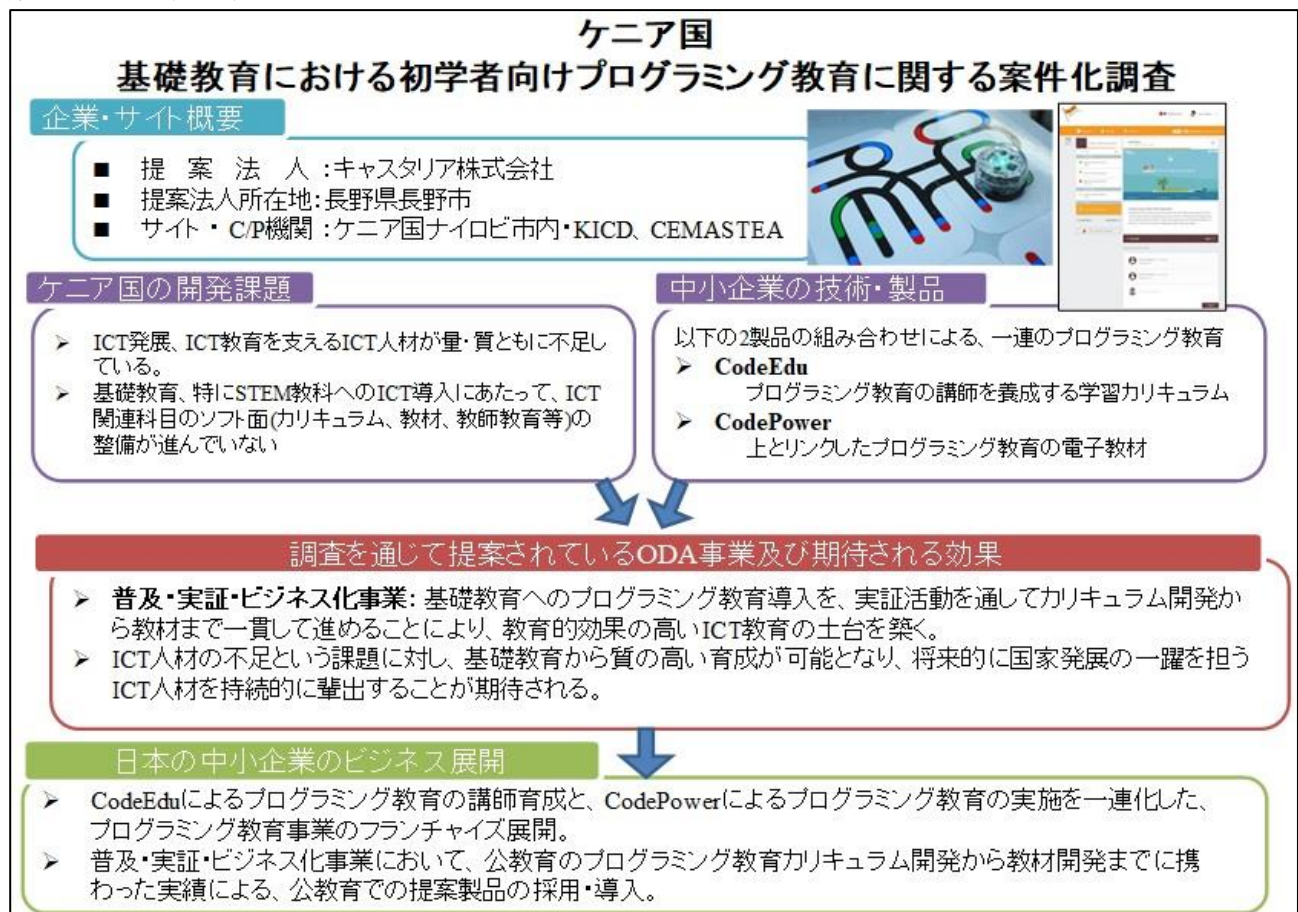 ケニア国
基礎教育における初学者向けプログラミング教育に関する案件化調査
企業・サイト概要
■ 提 案 法 人 :キャスタリア株式会社
■ 提案法人所在地:長野県長野市
■ サイト・ C/P機関 :ケニア国ナイロビ市内・KICD、CEMASTEA
ケニア国の開発課題
➢ ICT発展、ICT教育を支えるICT人材が量・質ともに不足し
ている。
➢ 基礎教育、特にSTEM教科へのICT導入にあたって、ICT
関連科目のソフト面(カリキュラム、教材、教師教育等)の
整備が進んでいない
中小企業の技術・製品
以下の2製品の組み合わせによる、一連のプログラミング教育
➢ CodeEdu
プログラミング教育の講師を養成する学習カリキュラム
➢ CodePower
上とリンクしたプログラミング教育の電子教材
調査を通じて提案されているODA事業及び期待される効果
➢ 普及・実証・ビジネス化事業: 基礎教育へのプログラミング教育導入を、実証活動を通してカリキュラム開発か
ら教材まで一貫して進めることにより、教育的効果の高いICT教育の土台を築く。
➢ ICT人材の不足という課題に対し、基礎教育から質の高い育成が可能となり、将来的に国家発展の一躍を担う
ICT人材を持続的に輩出することが期待される。
日本の中小企業のビジネス展開
➢ CodeEduによるプログラミング教育の講師育成と、CodePowerによるプログラミング教育の実施を一連化した、
プログラミング教育事業のフランチャイズ展開。
➢ 普及・実証・ビジネス化事業において、公教育のプログラミング教育カリキュラム開発から教材開発までに携
わった実績による、公教育での提案製品の採用・導入。